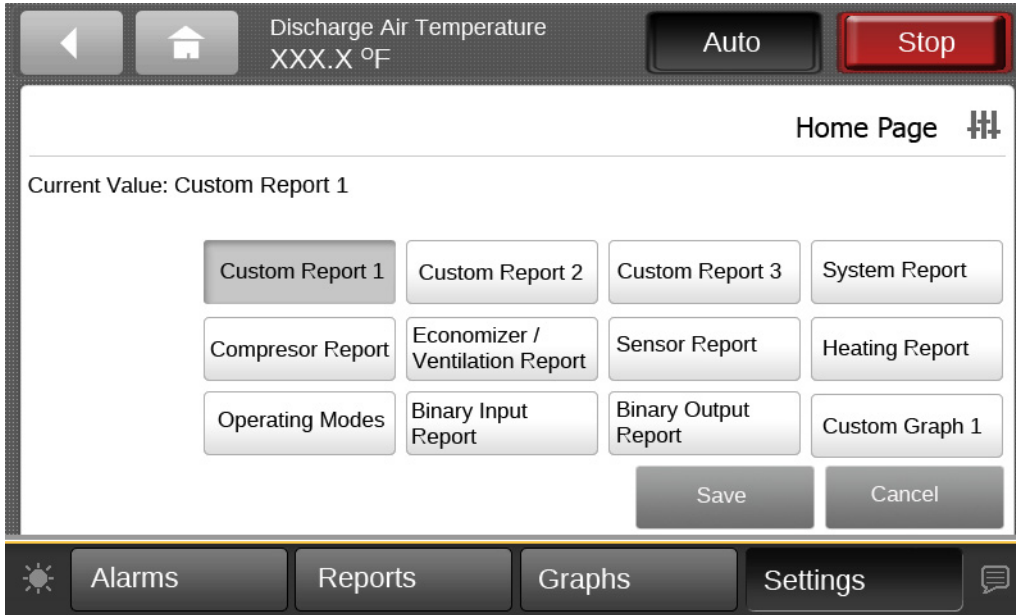 Discharge Air Temperature
XXX.X ºF
Auto
Stop
Home Page
Current Value: Custom Report 1
Custom Report 1
Custom Report 2
Custom Report 3
System Report
Compresor Report
Economizer /
Ventilation Report
Sensor Report
Heating Report
Operating Modes
Binary Input
Report
Binary Output
Report
Custom Graph 1
Save
Cancel
Alarms
Reports
Graphs
Settings